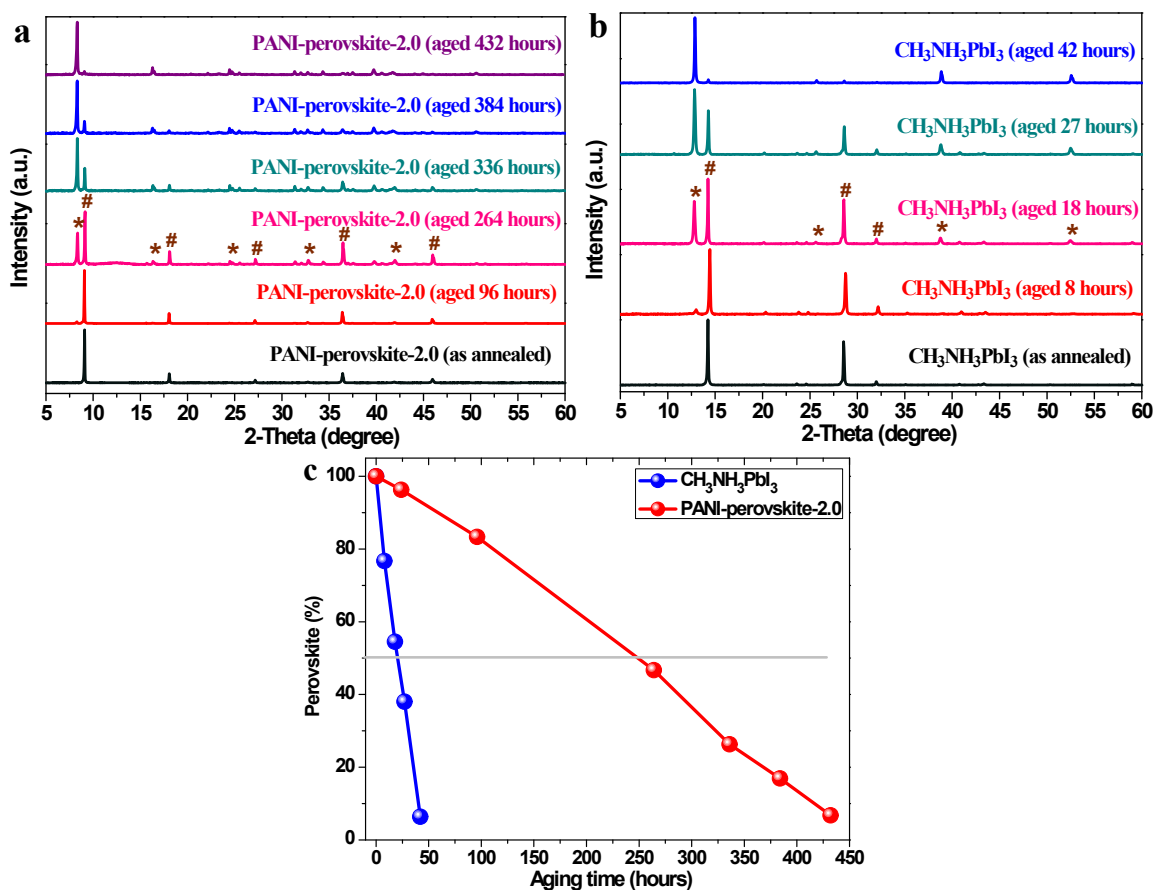 a
PANI-perovskite-2.0 (aged 432 hours)
PANI-perovskite-2.0 (aged 384 hours)
PANI-perovskite-2.0 (aged 336 hours)
#
* PANI-perovskite-2.0 (aged 264 hours)
* # * # * # * #
PANI-perovskite-2.0 (aged 96 hours)
PANI-perovskite-2.0 (as annealed)
Intensity (a.u.)
5 10 15 20 25 30 35 40 45 50 55 60
2-Theta (degree)
b
CH₃NH₃PbI₃ (aged 42 hours)
CH₃NH₃PbI₃ (aged 27 hours)
# #
* CH₃NH₃PbI₃ (aged 18 hours)
* # * *
CH₃NH₃PbI₃ (aged 8 hours)
CH₃NH₃PbI₃ (as annealed)
Intensity (a.u.)
5 10 15 20 25 30 35 40 45 50 55 60
2-Theta (degree)
c
CH₃NH₃PbI₃
PANI-perovskite-2.0
Perovskite (%)
100
80
60
40
20
0
0 50 100 150 200 250 300 350 400 450
Aging time (hours)